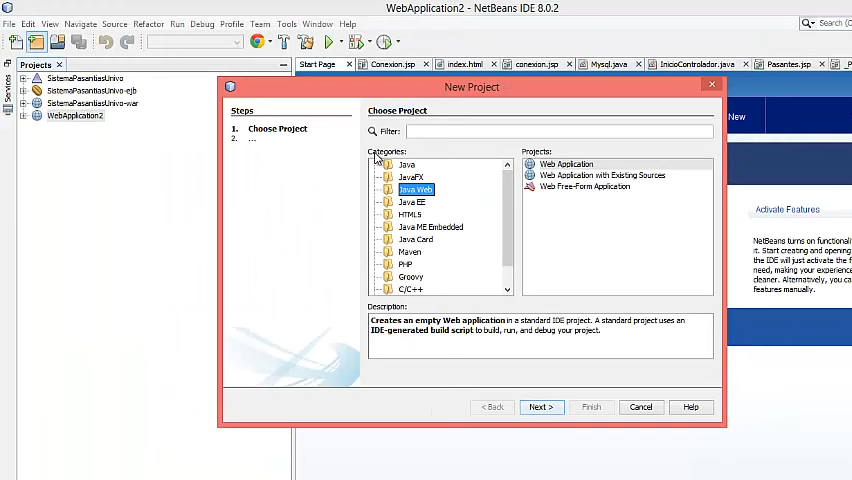 WebApplication2 - NetBeans IDE 8.0.2
File Edit View Navigate Source Refactor Run Debug Profile Team Tools Window Help
Search (
Projects
Start Page Conexion.jsp index.html conexion.jsp Mysql.java InicioControlador.java Pasantes.jsp
Services
SistemaPasantiasUnivo
SistemaPasantiasUnivo-ejb
SistemaPasantiasUnivo-war
WebApplication2
New Project
Steps
1. Choose Project
2. ...
Choose Project
Filter:
Categories:
Java
JavaFX
Java Web
Java EE
HTML5
Java ME Embedded
Java Card
Maven
PHP
Groovy
C/C++
Projects:
Web Application
Web Application with Existing Sources
Web Free-Form Application
Description:
Creates an empty Web application in a standard IDE project. A standard project uses an
IDE-generated build script to build, run, and debug your project.
< Back Next > Finish Cancel Help
New
Activate Features
NetBeans turns on functionali
it. Start creating and opening
the IDE will just activate the f
need, making your experience
cleaner. Alternatively, you ca
features manually.